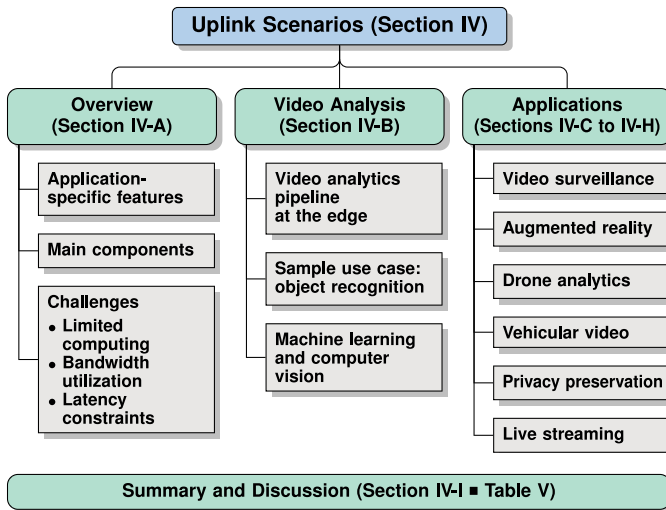 Uplink Scenarios (Section IV)
Overview
(Section IV-A)
Application-
specific features
Main components
Challenges
• Limited
computing
• Bandwidth
utilization
• Latency
constraints
Video Analysis
(Section IV-B)
Video analytics
pipeline
at the edge
Sample use case:
object recognition
Machine learning
and computer
vision
Applications
(Sections IV-C to IV-H)
Video surveillance
Augmented reality
Drone analytics
Vehicular video
Privacy preservation
Live streaming
Summary and Discussion (Section IV-I ▪ Table V)